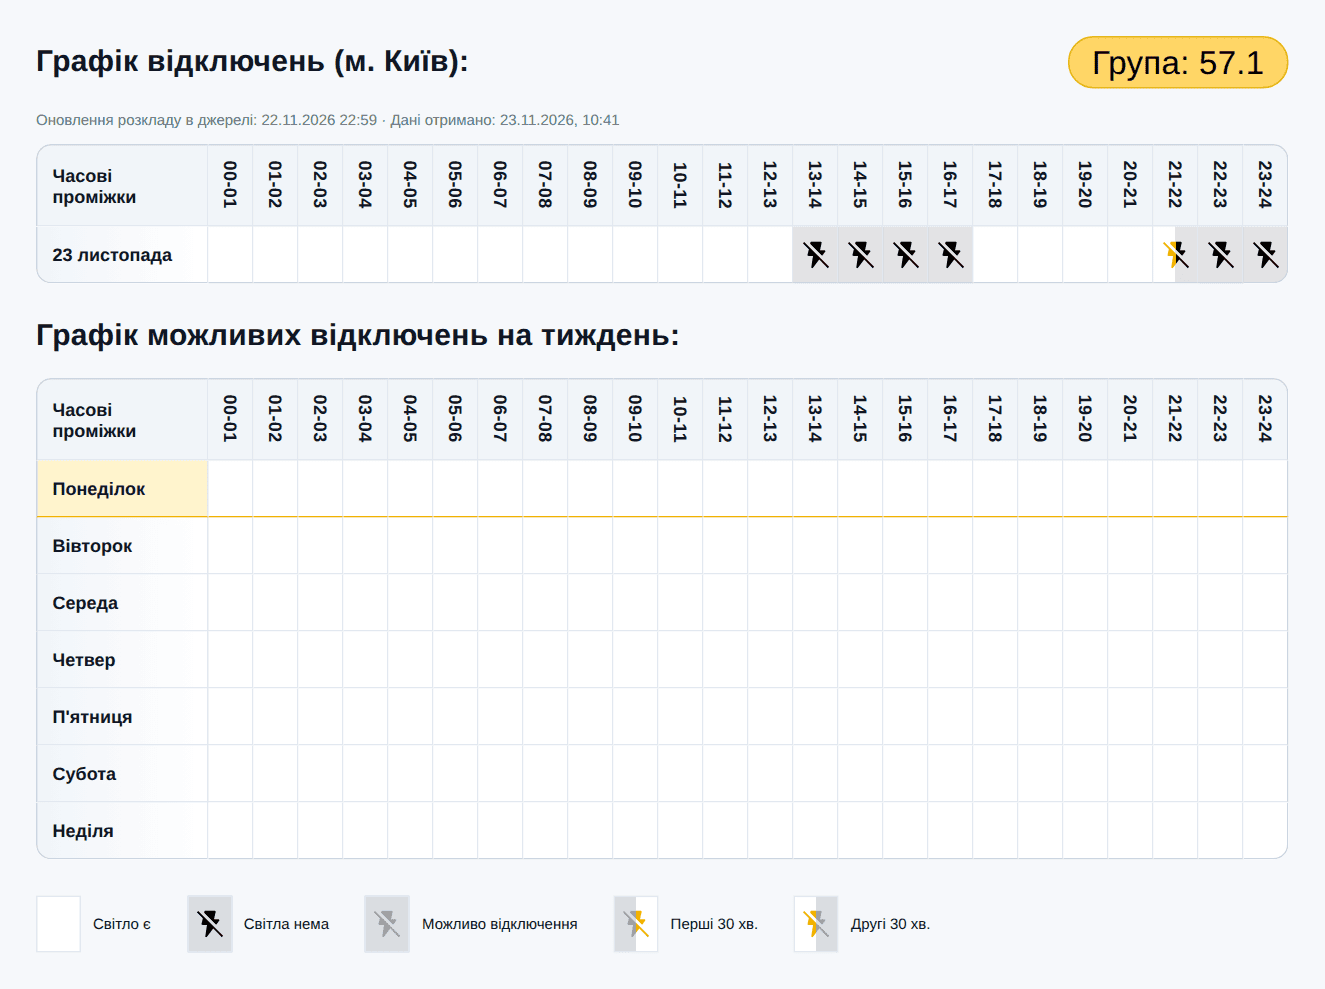 Графік відключень (м. Київ):
Група: 57.1
Оновлення розкладу в джерелі: 22.11.2026 22:59 · Дані отримано: 23.11.2026, 10:41
Часові проміжки 00-01 01-02 02-03 03-04 04-05 05-06 06-07 07-08 08-09 09-10 10-11 11-12 12-13 13-14 14-15 15-16 16-17 17-18 18-19 19-20 20-21 21-22 22-23 23-24
23 листопада
Графік можливих відключень на тиждень:
Часові проміжки 00-01 01-02 02-03 03-04 04-05 05-06 06-07 07-08 08-09 09-10 10-11 11-12 12-13 13-14 14-15 15-16 16-17 17-18 18-19 19-20 20-21 21-22 22-23 23-24
Понеділок
Вівторок
Середа
Четвер
П'ятниця
Субота
Неділя
Світло є Світла нема Можливо відключення Перші 30 хв. Другі 30 хв.